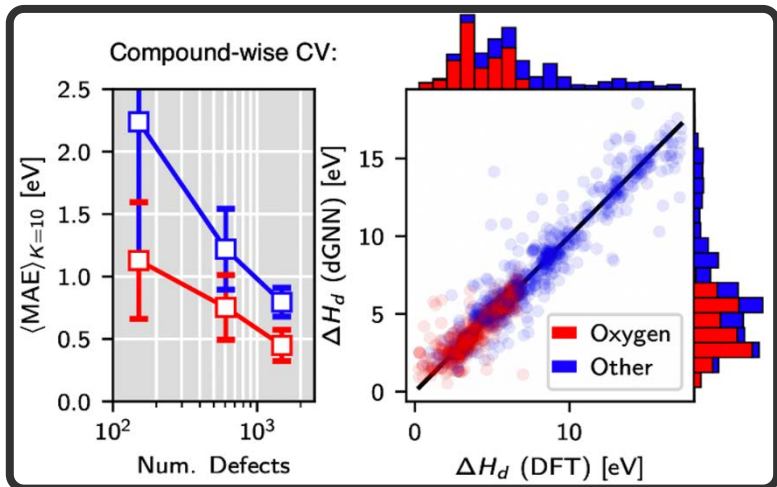 Compound-wise CV:
⟨MAE⟩K=10 [eV]
2.5
2.0
1.5
1.0
0.5
0.0
10²
10³
Num. Defects
ΔHd (dGNN) [eV]
15
10
5
0
Oxygen
Other
0
10
ΔHd (DFT) [eV]